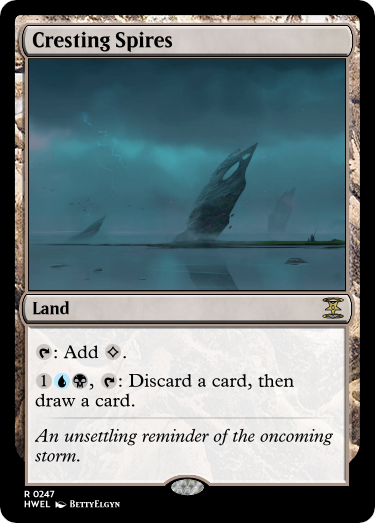 Cresting Spires
Land
: Add .
1, : Discard a card, then
draw a card.
An unsettling reminder of the oncoming
storm.
R 0247
HWEL BETTYELGYN